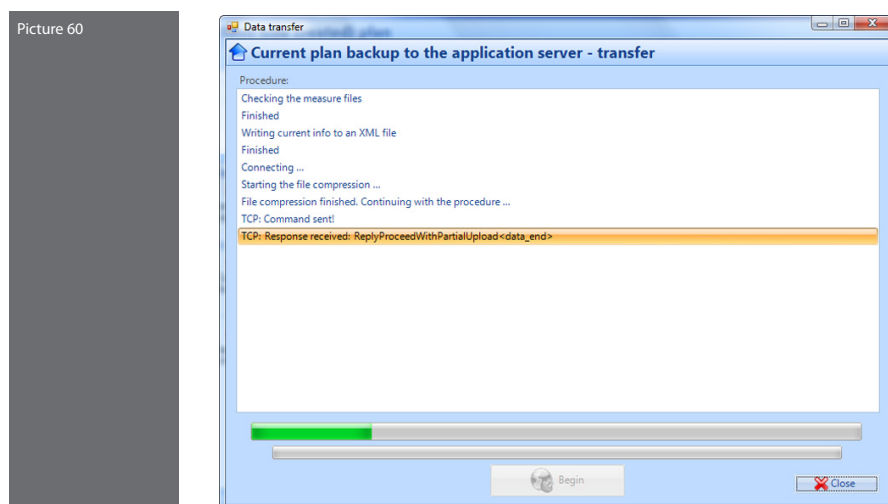 Picture 60
Data transfer
Current plan backup to the application server - transfer
Procedure:
Checking the measure files
Finished
Writing current info to an XML file
Finished
Connecting ...
Starting the file compression ...
File compression finished. Continuing with the procedure ...
TCP: Command sent!
TCP: Response received: ReplyProceedWithPartialUpload<data_end>
Begin
Close